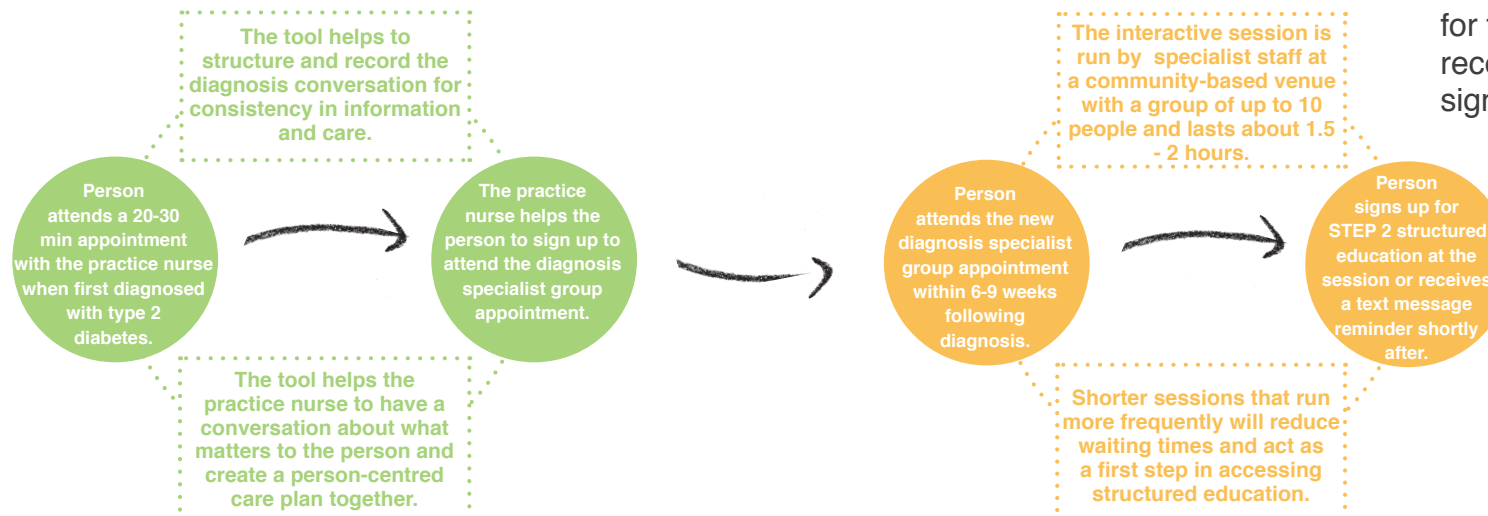 The tool helps to
structure and record the
diagnosis conversation for
consistency in information
and care.
Person
attends a 20-30
min appointment
with the practice nurse
when first diagnosed
with type 2
diabetes.
The practice
nurse helps the
person to sign up to
attend the diagnosis
specialist group
appointment.
The tool helps the
practice nurse to have a
conversation about what
matters to the person and
create a person-centred
care plan together.
The interactive session is
run by specialist staff at
a community-based venue
with a group of up to 10
people and lasts about 1.5
- 2 hours.
Person
attends the new
diagnosis specialist
group appointment
within 6-9 weeks
following
diagnosis.
Person
signs up for
STEP 2 structured
education at the
session or receives
a text message
reminder shortly
after.
Shorter sessions that run
more frequently will reduce
waiting times and act as
a first step in accessing
structured education.
for